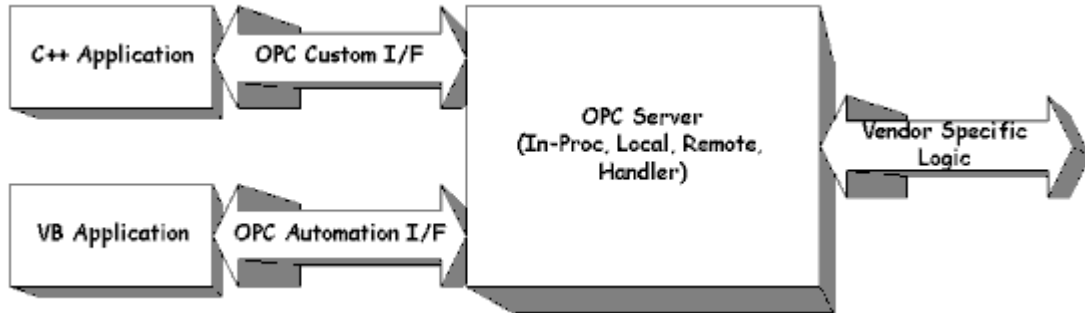 C++ Application
OPC Custom I/F
OPC Server
(In-Proc, Local, Remote,
Handler)
Vendor Specific
Logic
VB Application
OPC Automation I/F